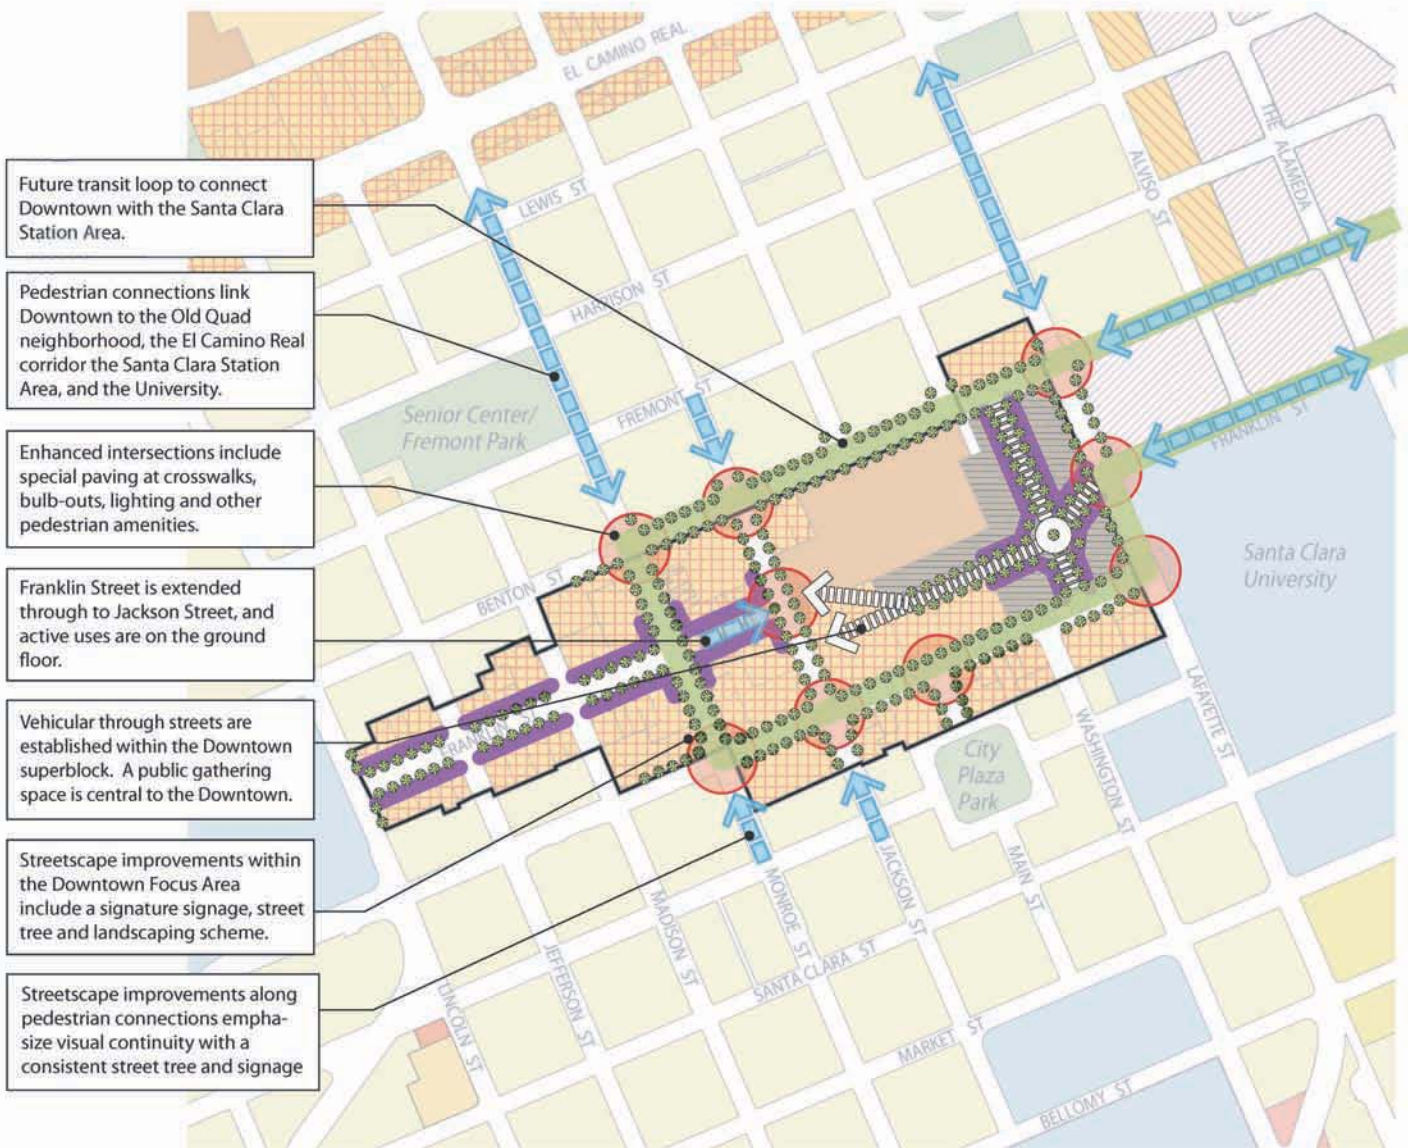 Future transit loop to connect
Downtown with the Santa Clara
Station Area.
Pedestrian connections link
Downtown to the Old Quad
neighborhood, the El Camino Real
corridor the Santa Clara Station
Area, and the University.
Enhanced intersections include
special paving at crosswalks,
bulb-outs, lighting and other
pedestrian amenities.
Franklin Street is extended
through to Jackson Street, and
active uses are on the ground
floor.
Vehicular through streets are
established within the Downtown
superblock. A public gathering
space is central to the Downtown.
Streetscape improvements within
the Downtown Focus Area
include a signature signage, street
tree and landscaping scheme.
Streetscape improvements along
pedestrian connections empha-
size visual continuity with a
consistent street tree and signage
EL CAMINO REAL
LEWIS ST
HARRISON ST
FREMONT ST
BENTON ST
Senior Center/
Fremont Park
ALVISO ST
THE ALAMEDA
FRANKLIN ST
Santa Clara
University
FRANKLIN ST
City
Plaza
Park
LAFAYETTE ST
WASHINGTON ST
MAIN ST
JACKSON ST
MONROE ST
MADISON ST
JEFFERSON ST
LINCOLN ST
SANTA CLARA ST
MARKET ST
BELLOMY ST